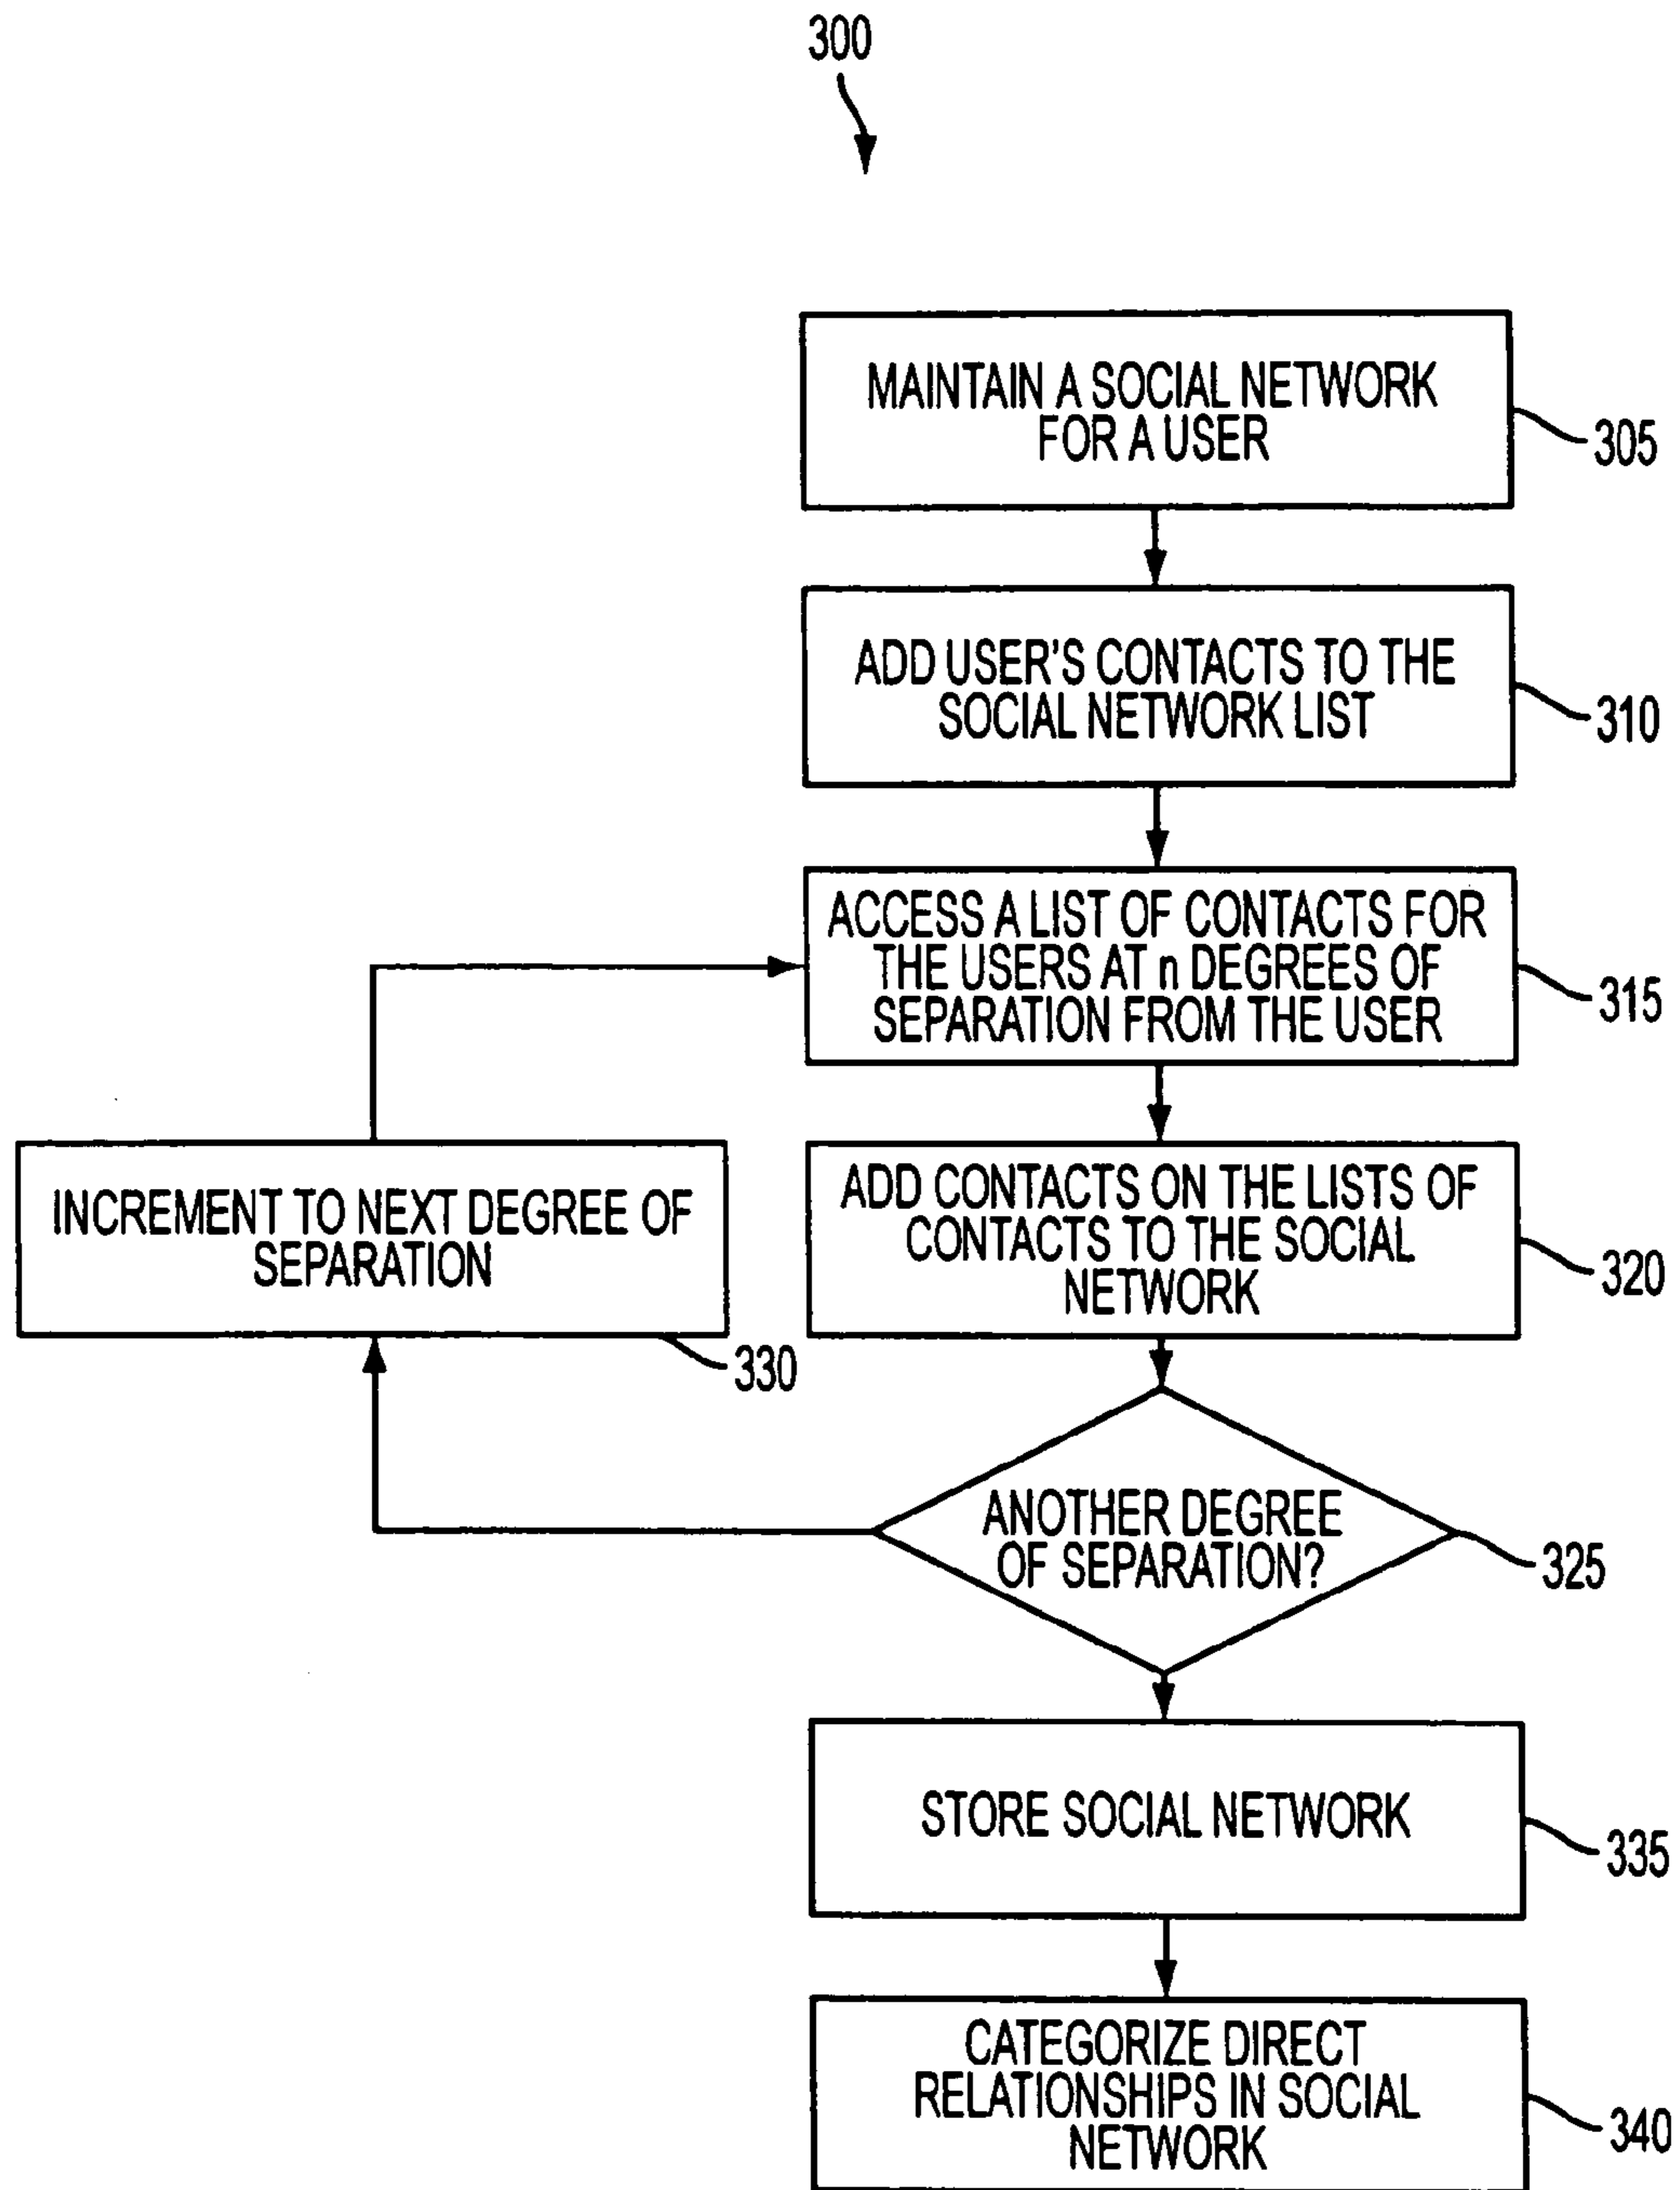 300
MAINTAIN A SOCIAL NETWORK
FOR A USER
305
ADD USER'S CONTACTS TO THE
SOCIAL NETWORK LIST
310
ACCESS A LIST OF CONTACTS FOR
THE USERS AT n DEGREES OF
SEPARATION FROM THE USER
315
ADD CONTACTS ON THE LISTS OF
CONTACTS TO THE SOCIAL
NETWORK
320
INCREMENT TO NEXT DEGREE OF
SEPARATION
330
ANOTHER DEGREE
OF SEPARATION?
325
STORE SOCIAL NETWORK
335
CATEGORIZE DIRECT
RELATIONSHIPS IN SOCIAL
NETWORK
340